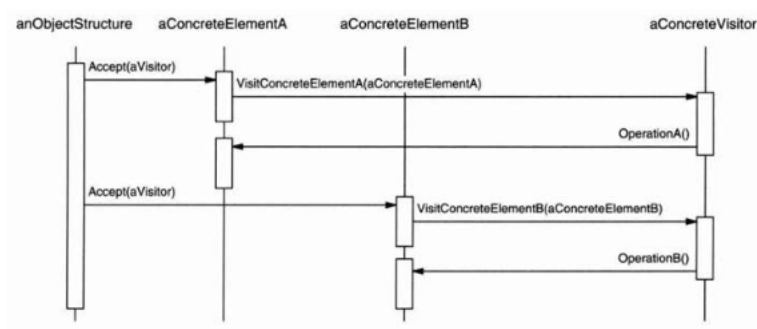 anObjectStructure aConcreteElementA aConcreteElementB aConcreteVisitor
Accept(aVisitor)
VisitConcreteElementA(aConcreteElementA)
OperationA()
Accept(aVisitor)
VisitConcreteElementB(aConcreteElementB)
OperationB()